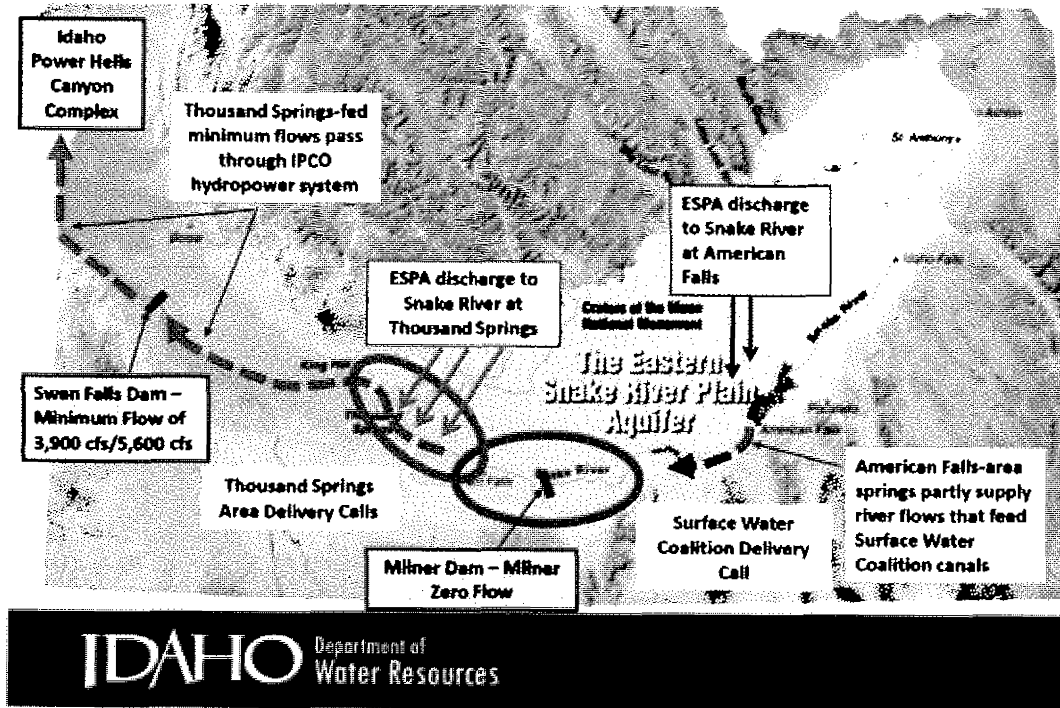 Idaho
Power Hells
Canyon
Complex
Thousand Springs-fed
minimum flows pass
through IPCO
hydropower system
St. Anthony
Ashton
ESPA discharge
to Snake River
at American
Falls
Idaho Falls
ESPA discharge to
Snake River at
Thousand Springs
Craters of the Moon
National Monument
The Eastern
Snake River Plain
Aquifer
Swan Falls Dam –
Minimum Flow of
3,900 cfs/5,600 cfs
King Hill
Pocatello
American Falls
Thousand Springs
Area Delivery Calls
Snake River
Surface Water
Coalition Delivery
Call
American Falls-area
springs partly supply
river flows that feed
Surface Water
Coalition canals
Milner Dam – Milner
Zero Flow
IDAHO Department of
Water Resources